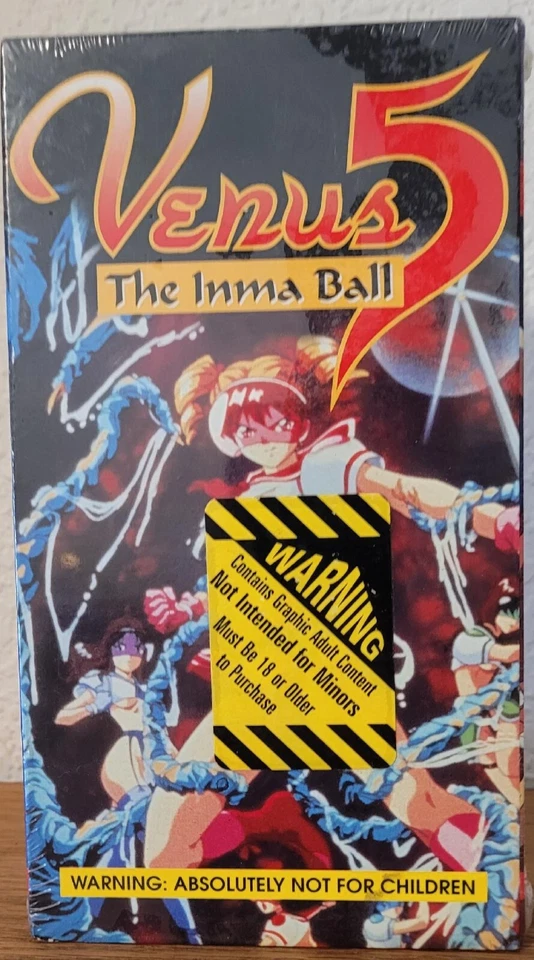 Venus 5
The Inma Ball
WARNING
Contains Graphic Adult Content
Not Intended for Minors
Must Be 18 or Older
to Purchase
WARNING: ABSOLUTELY NOT FOR CHILDREN